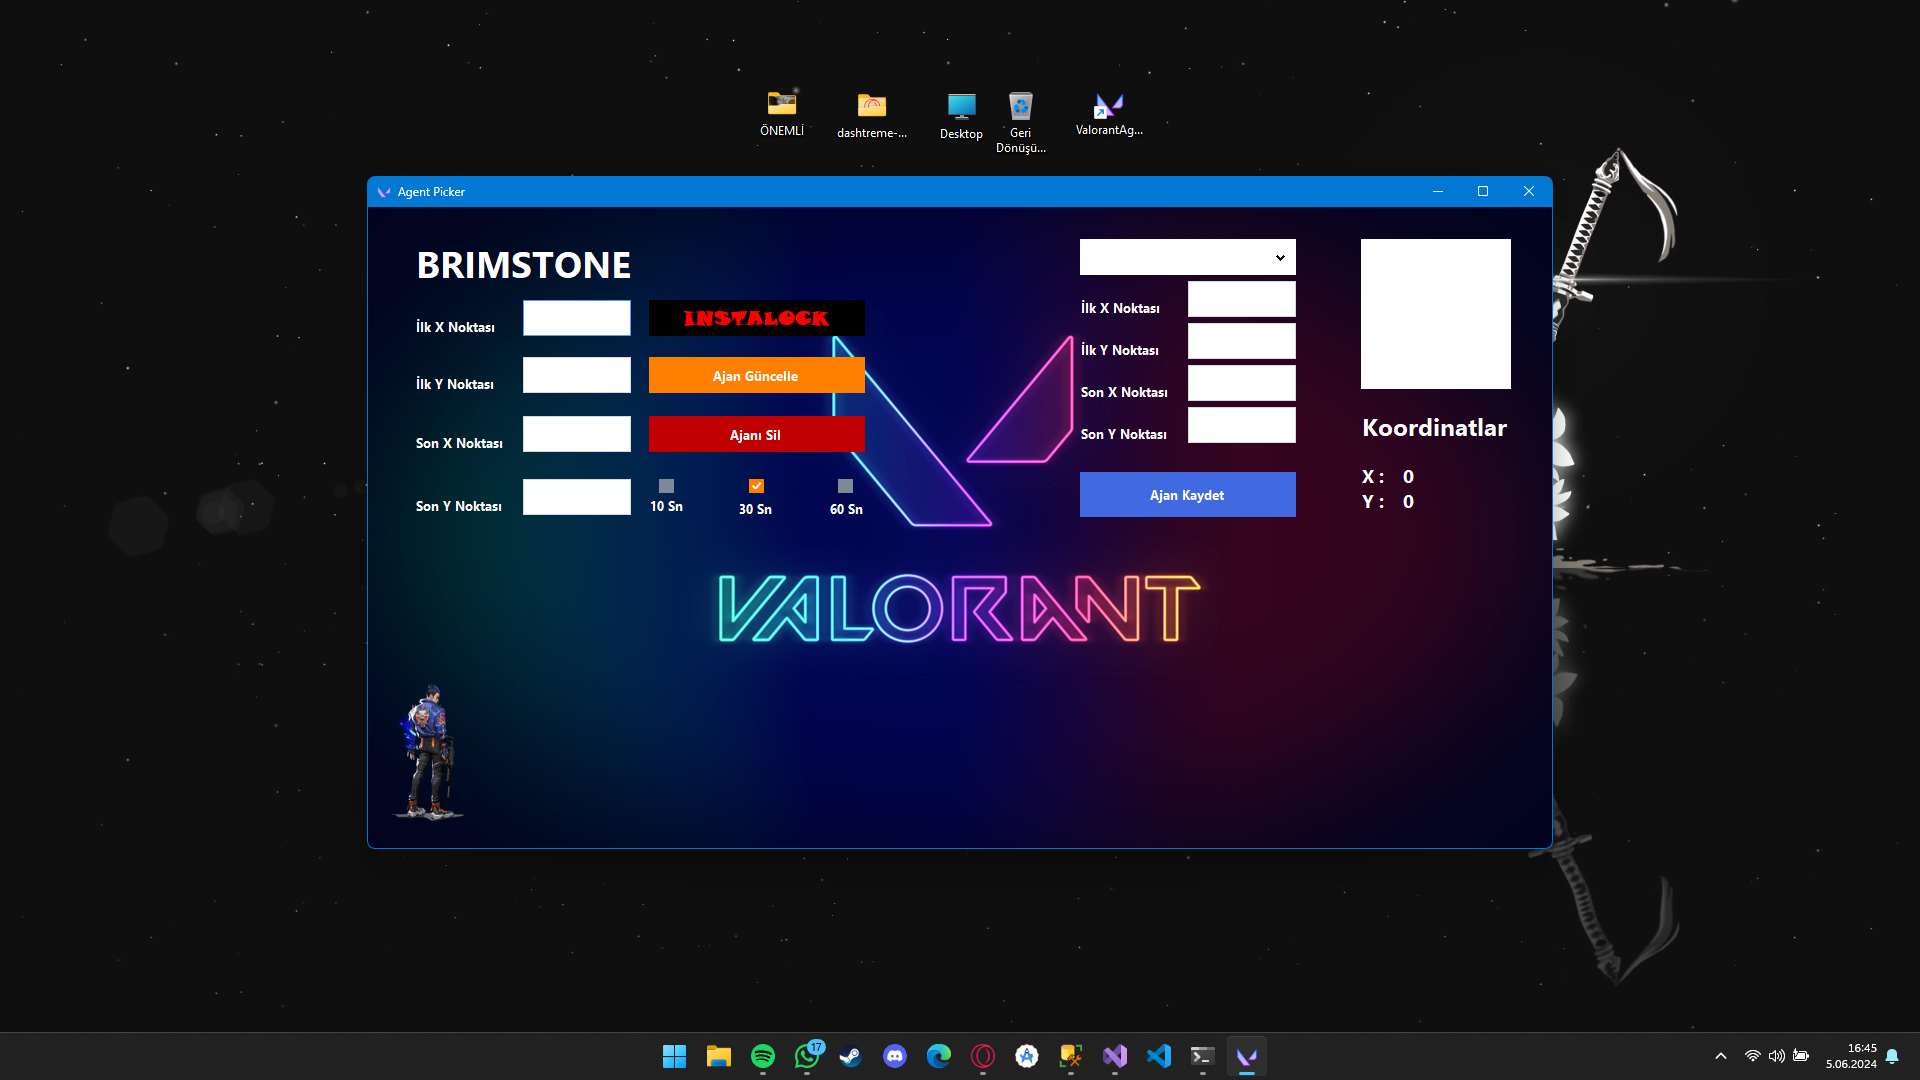 ÖNEMLİ
dashtreme-...
Desktop
Geri
Dönüşü...
ValorantAg...
Agent Picker
BRIMSTONE
İlk X Noktası
INSTALOCK
İlk Y Noktası
Ajan Güncelle
Son X Noktası
Ajanı Sil
Son Y Noktası
10 Sn
30 Sn
60 Sn
İlk X Noktası
İlk Y Noktası
Son X Noktası
Son Y Noktası
Ajan Kaydet
Koordinatlar
X : 0
Y : 0
VALORANT
17
16:45
5.06.2024